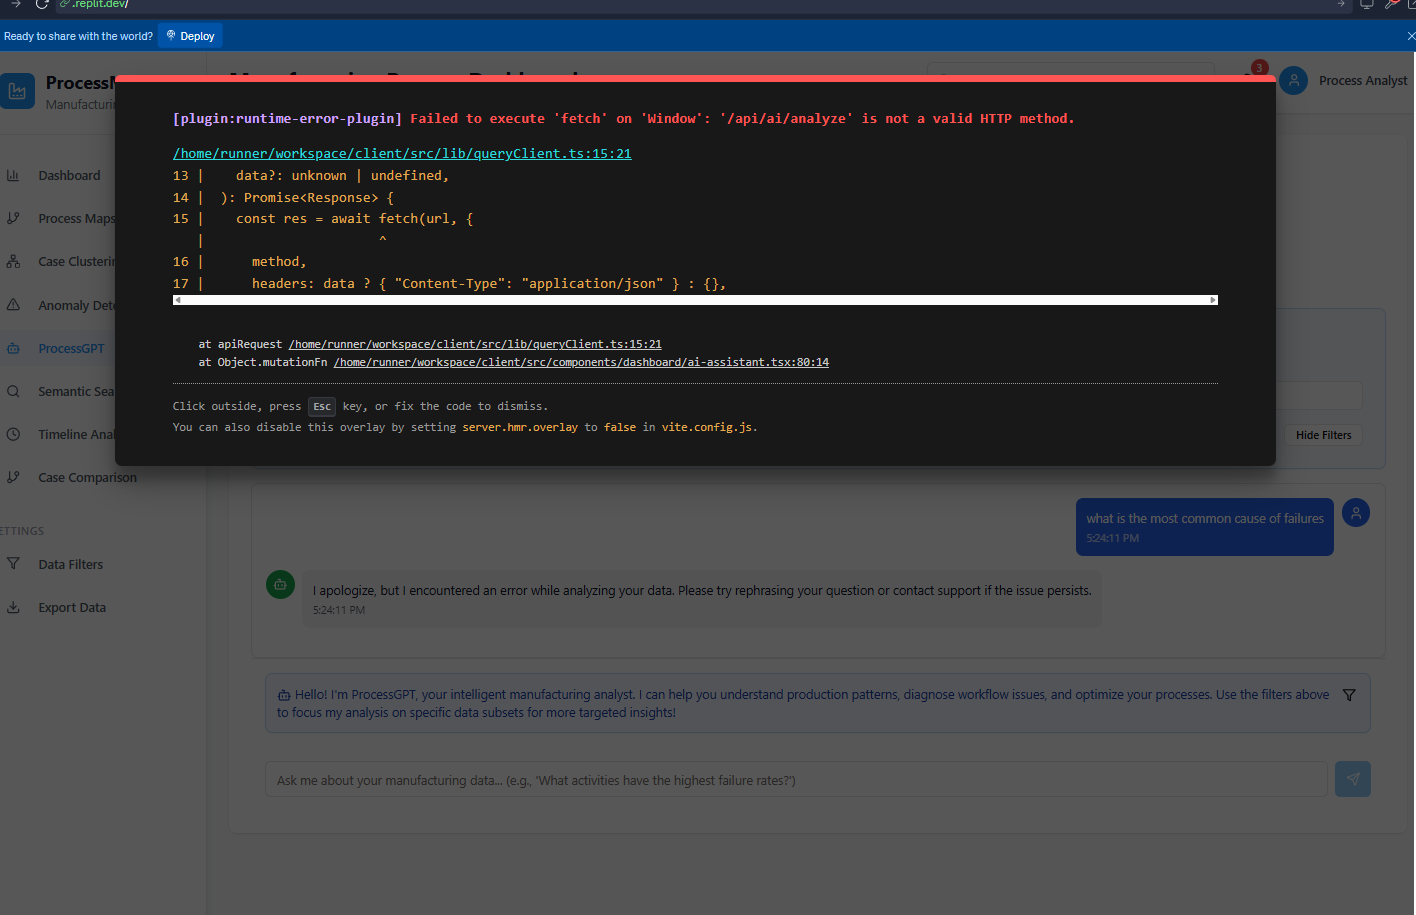 .replit.dev/
Ready to share with the world? Deploy
Process
Manufacturi
3
Process Analyst
[plugin:runtime-error-plugin] Failed to execute 'fetch' on 'Window': '/api/ai/analyze' is not a valid HTTP method.
/home/runner/workspace/client/src/lib/queryClient.ts:15:21
13 |    data?: unknown | undefined,
14 |  ): Promise<Response> {
15 |    const res = await fetch(url, {
   |                      ^
16 |      method,
17 |      headers: data ? { "Content-Type": "application/json" } : {},
at apiRequest /home/runner/workspace/client/src/lib/queryClient.ts:15:21
at Object.mutationFn /home/runner/workspace/client/src/components/dashboard/ai-assistant.tsx:80:14
Click outside, press Esc key, or fix the code to dismiss.
You can also disable this overlay by setting server.hmr.overlay to false in vite.config.js.
Dashboard
Process Maps
Case Clusterin
Anomaly Dete
ProcessGPT
Semantic Sea
Timeline Anal
Case Comparison
ETTINGS
Data Filters
Export Data
Hide Filters
what is the most common cause of failures
5:24:11 PM
I apologize, but I encountered an error while analyzing your data. Please try rephrasing your question or contact support if the issue persists.
5:24:11 PM
Hello! I'm ProcessGPT, your intelligent manufacturing analyst. I can help you understand production patterns, diagnose workflow issues, and optimize your processes. Use the filters above
to focus my analysis on specific data subsets for more targeted insights!
Ask me about your manufacturing data... (e.g., 'What activities have the highest failure rates?')